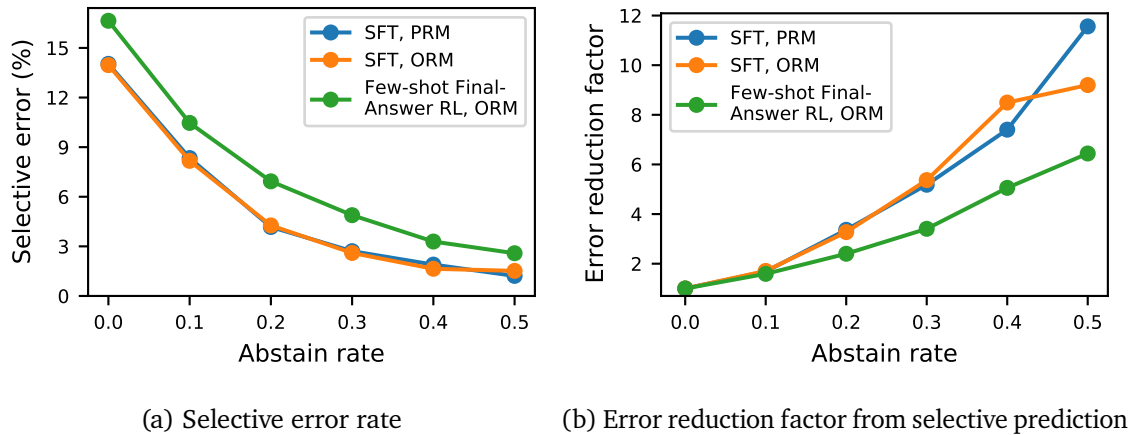 Selective error (%)
15
12
9
6
3
0
SFT, PRM
SFT, ORM
Few-shot Final-
Answer RL, ORM
0.0 0.1 0.2 0.3 0.4 0.5
Abstain rate
(a) Selective error rate
Error reduction factor
12
10
8
6
4
2
SFT, PRM
SFT, ORM
Few-shot Final-
Answer RL, ORM
0.0 0.1 0.2 0.3 0.4 0.5
Abstain rate
(b) Error reduction factor from selective prediction